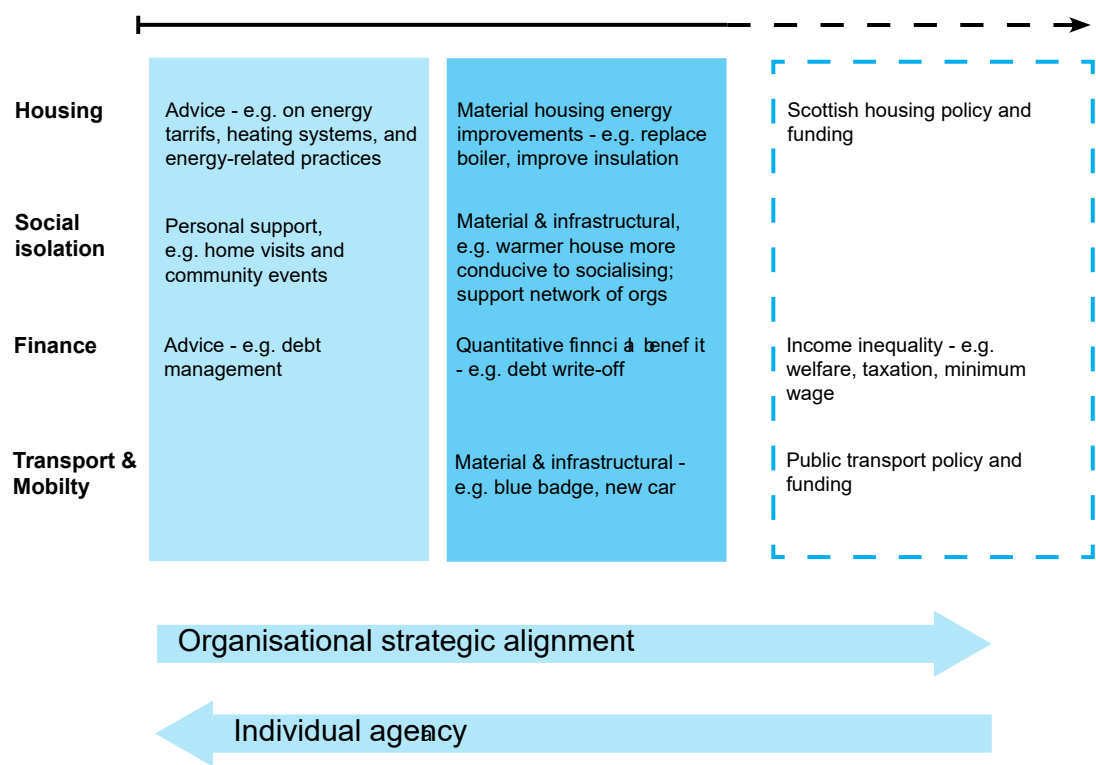 Housing
Advice - e.g. on energy
tarrifs, heating systems, and
energy-related practices
Material housing energy
improvements - e.g. replace
boiler, improve insulation
Scottish housing policy and
funding
Social
isolation
Personal support,
e.g. home visits and
community events
Material & infrastructural,
e.g. warmer house more
conducive to socialising;
support network of orgs
Finance
Advice - e.g. debt
management
Quantitative
- e.g. debt write-off
Income inequality - e.g.
welfare, taxation, minimum
wage
Transport &
Mobilty
Material & infrastructural -
e.g. blue badge, new car
Public transport policy and
funding
Organisational strategic alignment
Individual agency